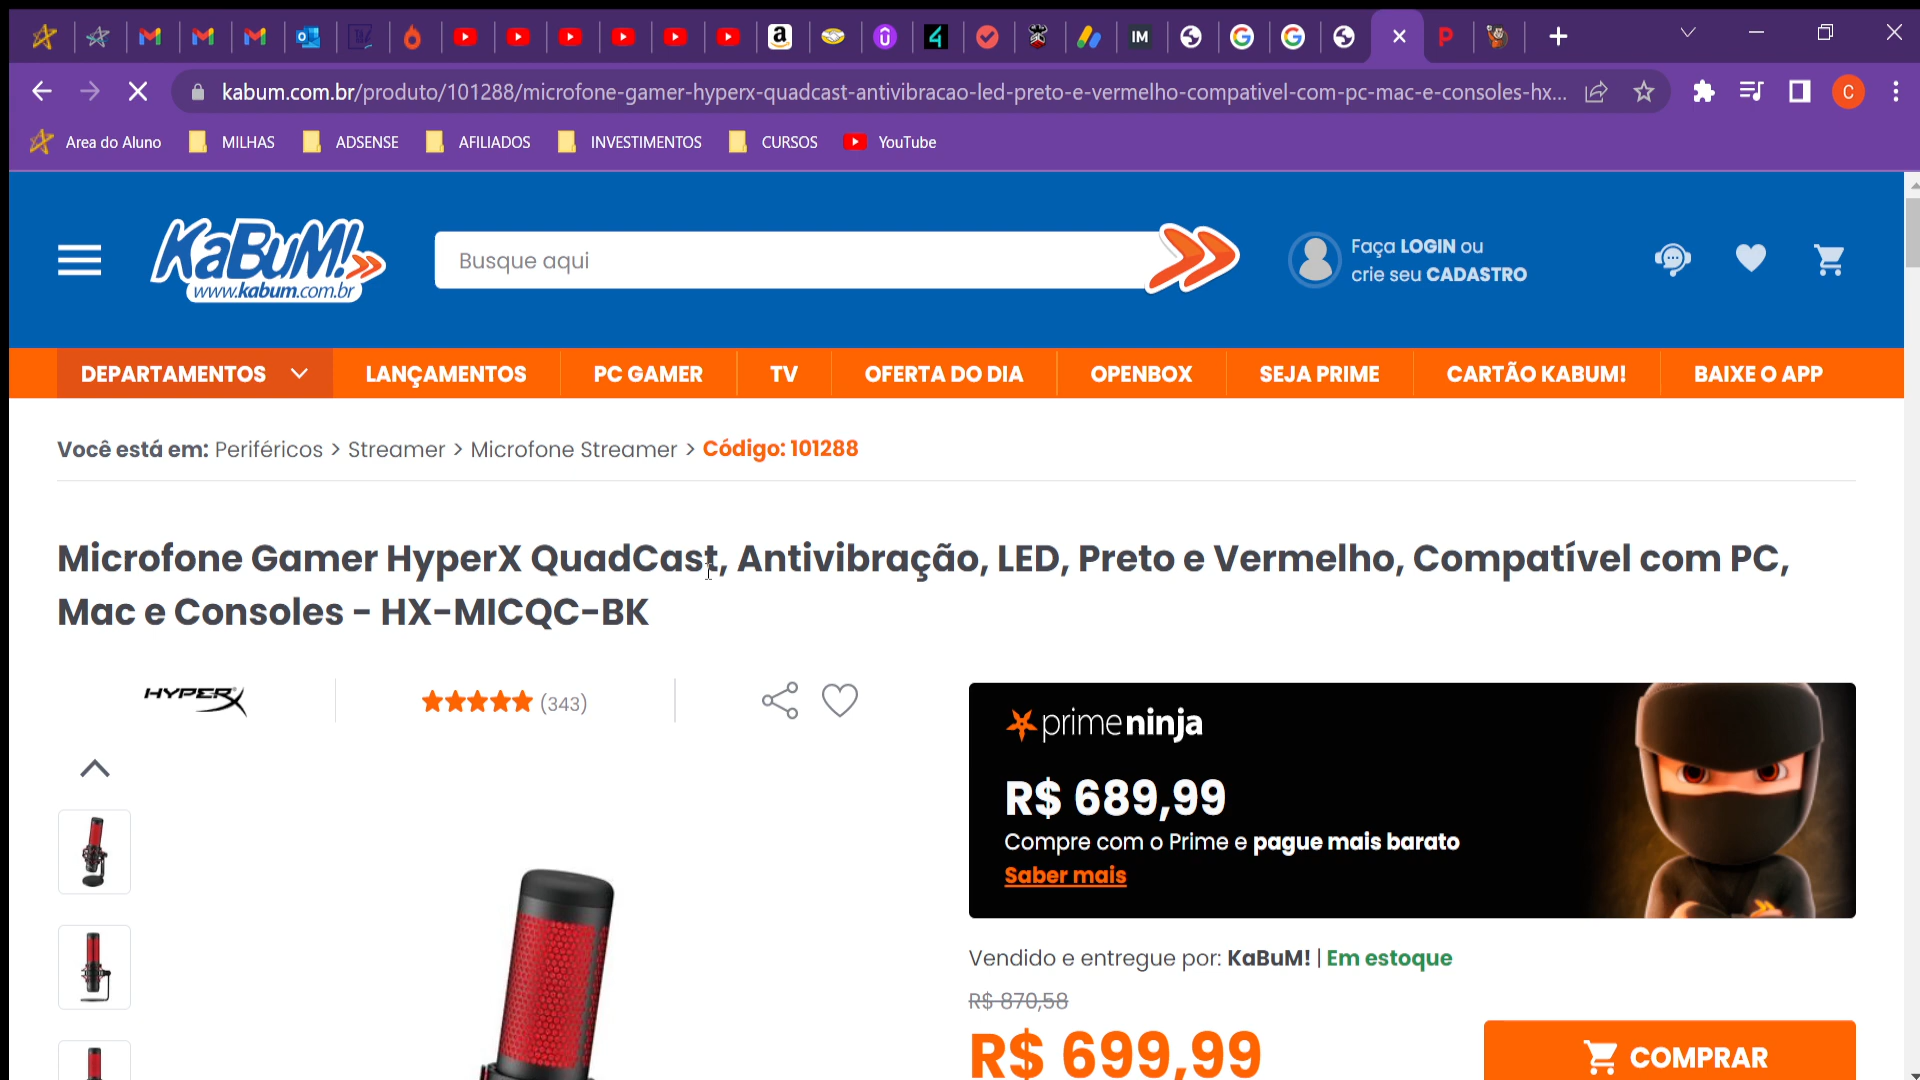 IM
P
kabum.com.br/produto/101288/microfone-gamer-hyperx-quadcast-antivibracao-led-preto-e-vermelho-compativel-com-pc-mac-e-consoles-hx...
C
Area do Aluno MILHAS ADSENSE AFILIADOS INVESTIMENTOS CURSOS YouTube
KaBuM!
www.kabum.com.br
Busque aqui
Faça LOGIN ou
crie seu CADASTRO
DEPARTAMENTOS LANÇAMENTOS PC GAMER TV OFERTA DO DIA OPENBOX SEJA PRIME CARTÃO KABUM! BAIXE O APP
Você está em: Periféricos > Streamer > Microfone Streamer > Código: 101288
Microfone Gamer HyperX QuadCast, Antivibração, LED, Preto e Vermelho, Compatível com PC,
Mac e Consoles - HX-MICQC-BK
HYPERX
(343)
primeninja
R$ 689,99
Compre com o Prime e pague mais barato
Saber mais
Vendido e entregue por: KaBuM! | Em estoque
R$ 870,58
R$ 699,99
COMPRAR